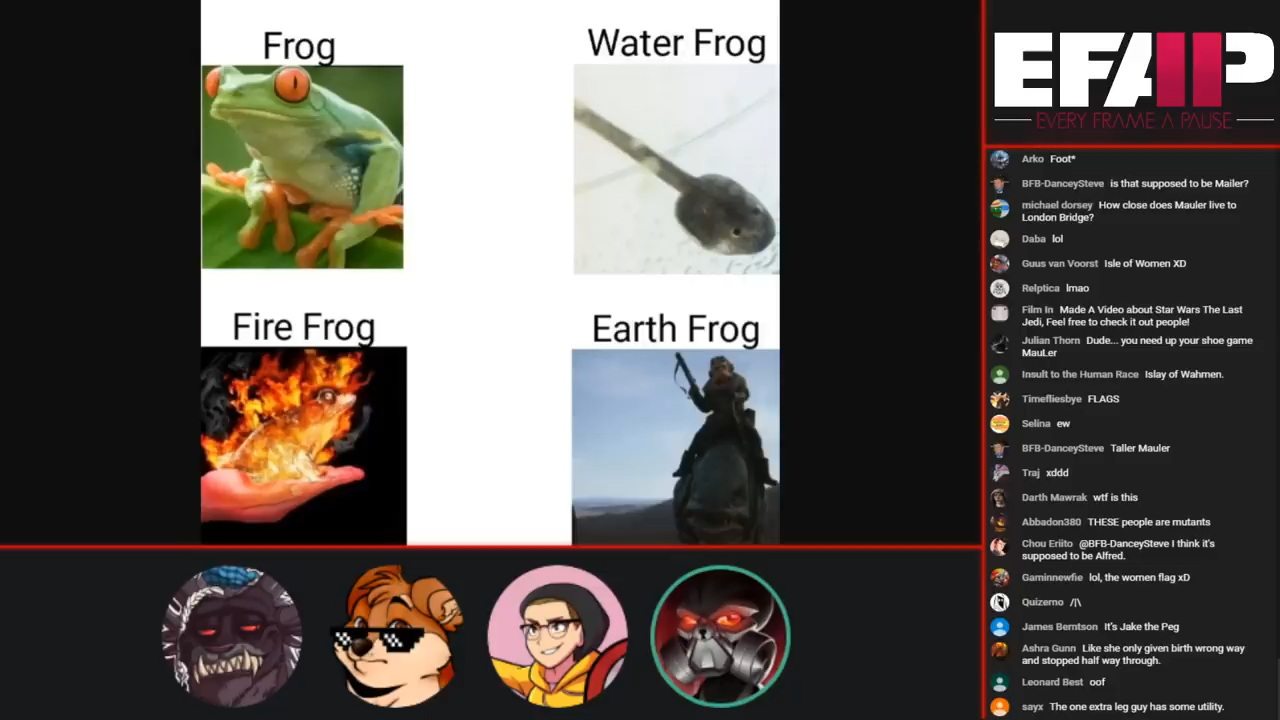 Frog
Water Frog
Fire Frog
Earth Frog
EFAP
EVERY FRAME A PAUSE
Arko Foot*
BFB-DanceySteve is that supposed to be Mailer?
michael dorsey How close does Mauler live to
London Bridge?
Daba lol
Guus van Voorst Isle of Women XD
Relptica lmao
Film In Made A Video about Star Wars The Last
Jedi, Feel free to check it out people!
Julian Thorn Dude... you need up your shoe game
MauLer
Insult to the Human Race Islay of Wahmen.
Timefliesbye FLAGS
Selina ew
BFB-DanceySteve Taller Mauler
Traj xddd
Darth Mawrak wtf is this
Abbadon380 THESE people are mutants
Chou Eriito @BFB-DanceySteve I think it's
supposed to be Alfred.
Gaminnewfie lol, the women flag xD
Quizerno /|\
James Berntson It's Jake the Peg
Ashra Gunn Like she only given birth wrong way
and stopped half way through.
Leonard Best oof
sayx The one extra leg guy has some utility.